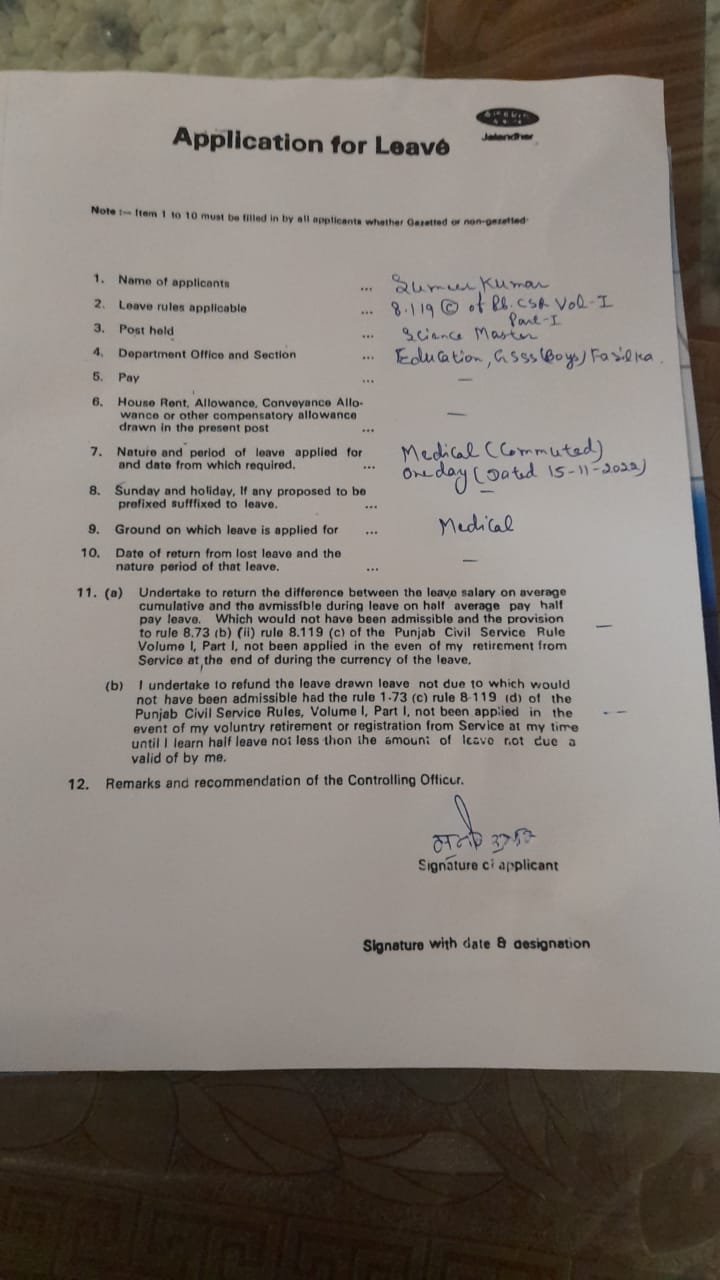 Jalandhar
Application for Leave
Note :— Item 1 to 10 must be filled in by all applicants whether Gazetted or non-gazetted·
1. Name of applicants ... Sumeer Kumar
2. Leave rules applicable ... 8.119 © of Pb. CSR Vol-I
Part-I
3. Post held ... Science Master
4. Department Office and Section ... Education, GSSS (Boys) Fazilka.
5. Pay ... —
6. House Rent, Allowance, Conveyance Allo-
wance or other compensatory allowance —
drawn in the present post ...
7. Nature and period of leave applied for Medical (Commuted)
and date from which required. ... One day (Dated 15-11-2022)
8. Sunday and holiday, If any proposed to be —
prefixed sufffixed to leave. ...
9. Ground on which leave is applied for ... Medical
10. Date of return from lost leave and the
nature period of that leave. ... —
11. (a) Undertake to return the difference between the leave salary on average
cumulative and the avmissible during leave on half average pay half
pay leave. Which would not have been admissible and the provision
to rule 8.73 (b) (ii) rule 8.119 (c) of the Punjab Civil Service Rule —
Volume I, Part I, not been applied in the even of my retirement from
Service at the end of during the currency of the leave.
(b) I undertake to refund the leave drawn leave not due to which would
not have been admissible had the rule 1·73 (c) rule 8·119 (d) of the
Punjab Civil Service Rules, Volume I, Part I, not been applied in the —
event of my voluntry retirement or registration from Service at my time
until I learn half leave not less thon the amount of leave not due a
valid of by me.
12. Remarks and recommendation of the Controlling Officer.
Signature of applicant
Signature with date & designation